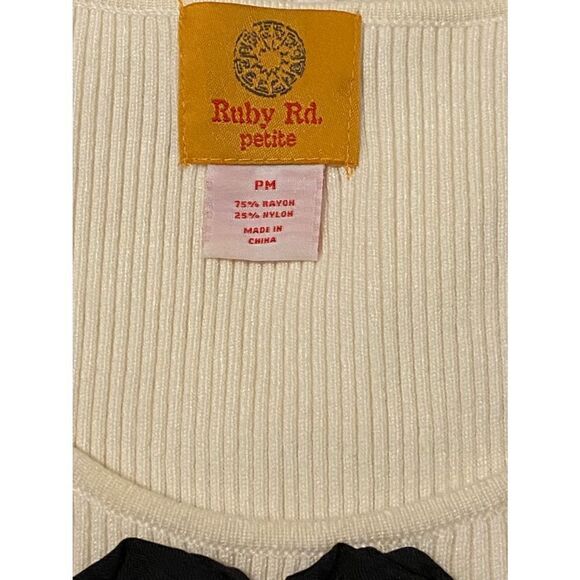 Ruby Rd.
petite
PM
75% RAYON
25% NYLON
MADE IN
CHINA